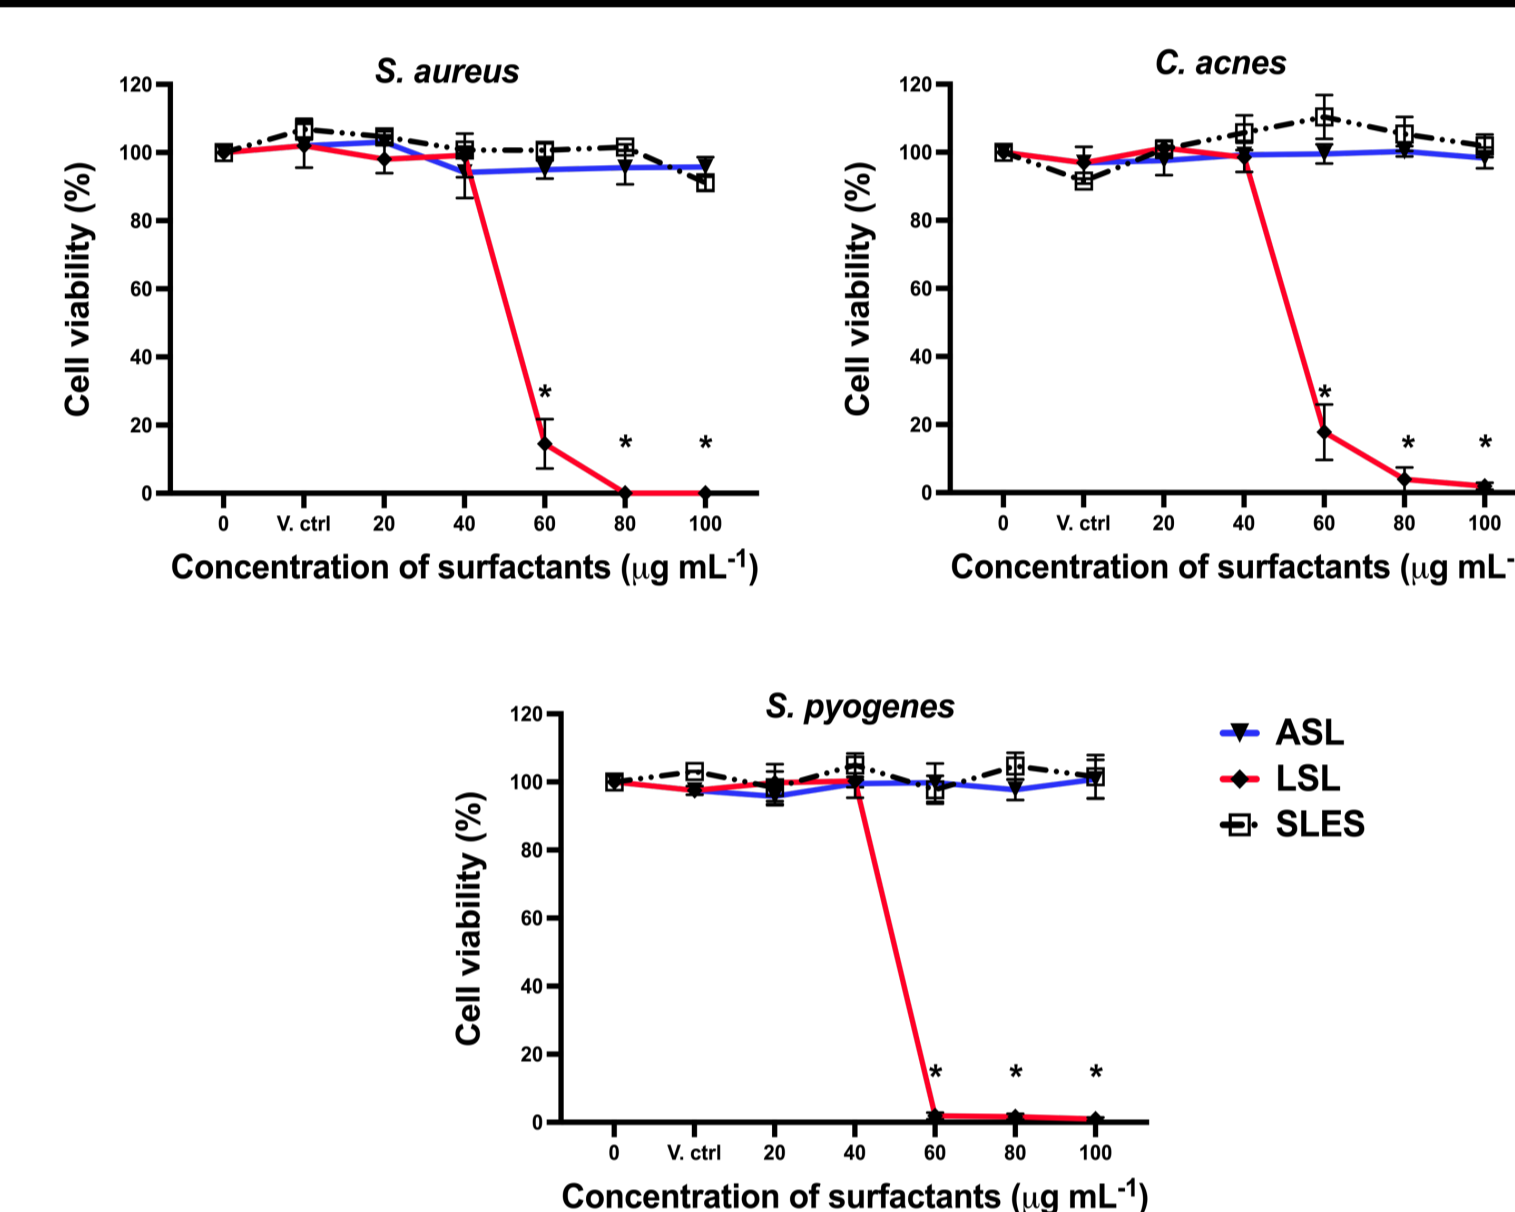 S. aureus
120
100
80
60
40
20
0
Cell viability (%)
*
*
*
0 V. ctrl 20 40 60 80 100
Concentration of surfactants (μg mL-1)
C. acnes
120
100
80
60
40
20
0
Cell viability (%)
*
*
*
0 V. ctrl 20 40 60 80 100
Concentration of surfactants (μg mL-
S. pyogenes
120
100
80
60
40
20
0
Cell viability (%)
*
*
*
0 V. ctrl 20 40 60 80 100
Concentration of surfactants (μg mL-1)
ASL
LSL
SLES